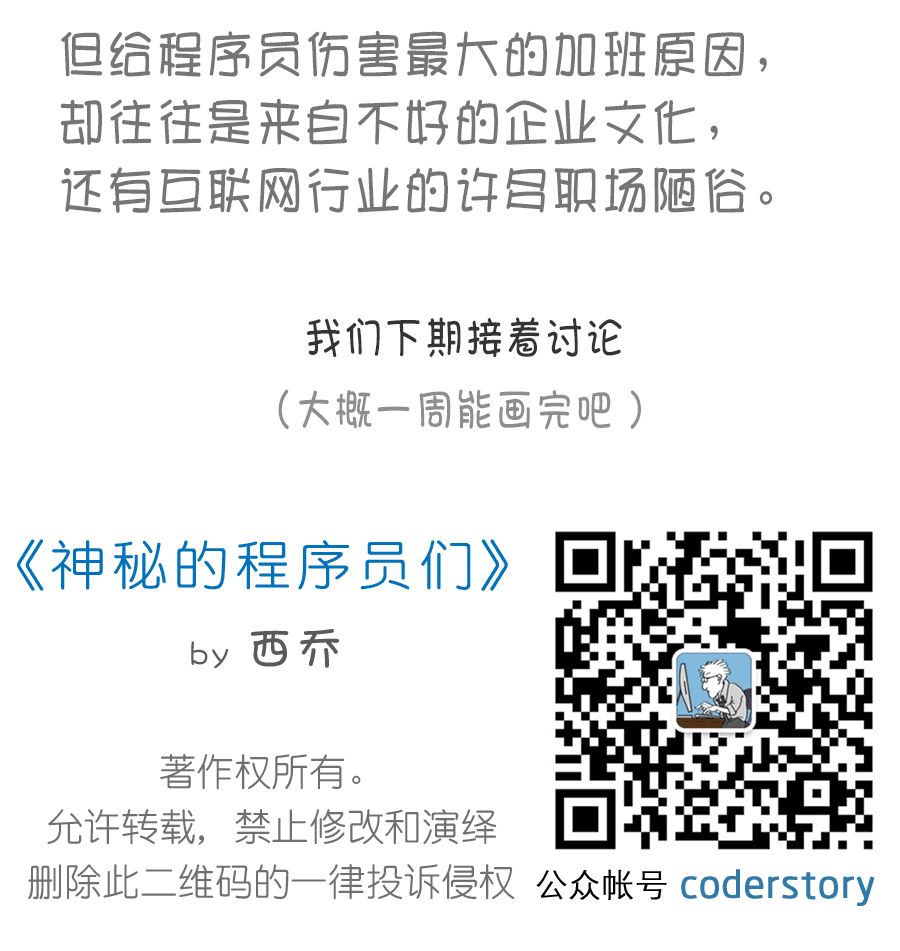 但给程序员伤害最大的加班原因，
却往往是来自不好的企业文化，
还有互联网行业的许多职场陋俗。
我们下期接着讨论
（大概一周能画完吧）
《神秘的程序员们》
by 西乔
著作权所有。
允许转载，禁止修改和演绎
删除此二维码的一律投诉侵权
公众帐号 coderstory